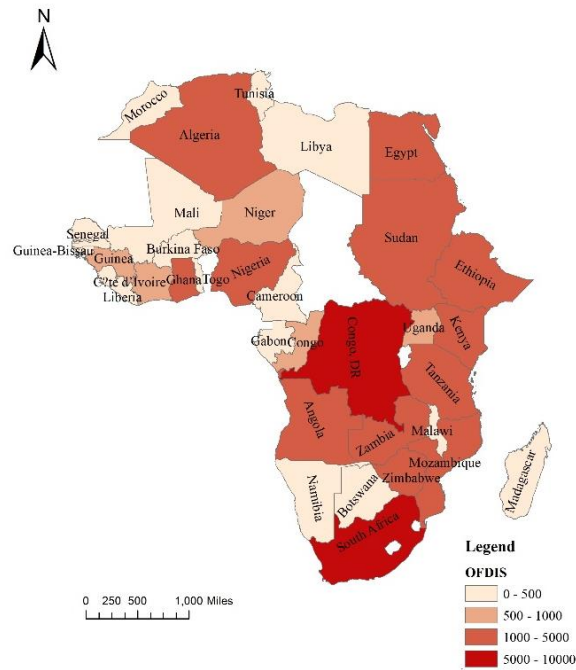 N
Morocco
Tunisia
Algeria
Libya
Egypt
Mali
Niger
Sudan
Senegal
Guinea-Bissau
Guinea
Burkina Faso
C?té d'Ivoire
Liberia
Ghana
Togo
Nigeria
Cameroon
Ethiopia
Gabon
Congo
Congo, DR
Uganda
Kenya
Tanzania
Angola
Zambia
Malawi
Mozambique
Zimbabwe
Namibia
Botswana
Madagascar
South Africa
Legend
OFDIS
0 - 500
500 - 1000
1000 - 5000
5000 - 10000
0 250 500 1,000 Miles